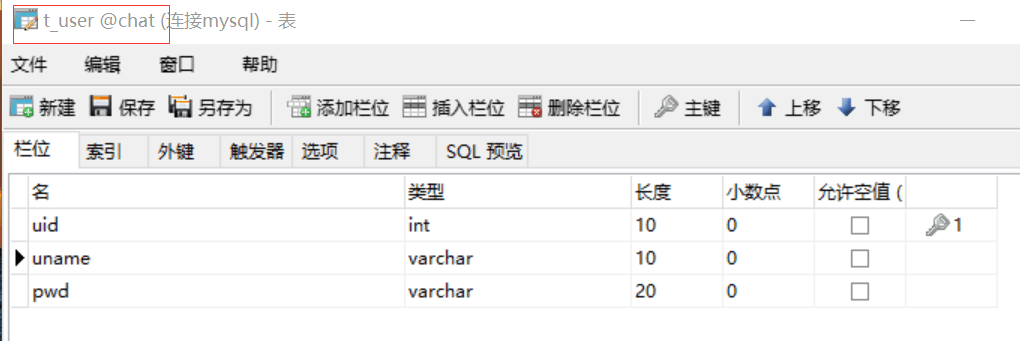 t_user @chat (连接mysql) - 表
文件 编辑 窗口 帮助
新建 保存 另存为 添加栏位 插入栏位 删除栏位 主键 上移 下移
栏位 索引 外键 触发器 选项 注释 SQL 预览
名 类型 长度 小数点 允许空值 (
uid int 10 0 1
uname varchar 10 0
pwd varchar 20 0